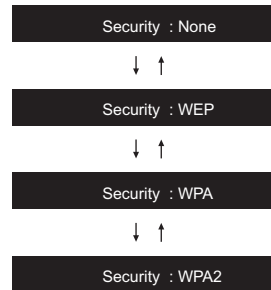 Security : None
↓ ↑
Security : WEP
↓ ↑
Security : WPA
↓ ↑
Security : WPA2